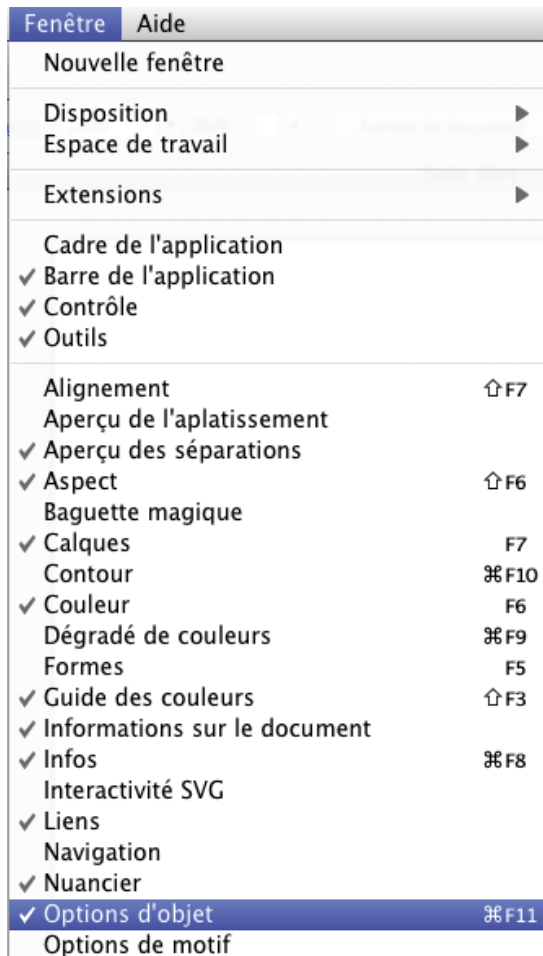 Fenêtre Aide
Nouvelle fenêtre
Disposition ▶
Espace de travail ▶
Extensions ▶
Cadre de l'application
✓ Barre de l'application
✓ Contrôle
✓ Outils
Alignement ⇧F7
Aperçu de l'aplatissement
✓ Aperçu des séparations
✓ Aspect ⇧F6
Baguette magique
✓ Calques F7
Contour ⌘F10
✓ Couleur F6
Dégradé de couleurs ⌘F9
Formes F5
✓ Guide des couleurs ⇧F3
✓ Informations sur le document
✓ Infos ⌘F8
Interactivité SVG
✓ Liens
Navigation
✓ Nuancier
✓ Options d'objet ⌘F11
Options de motif